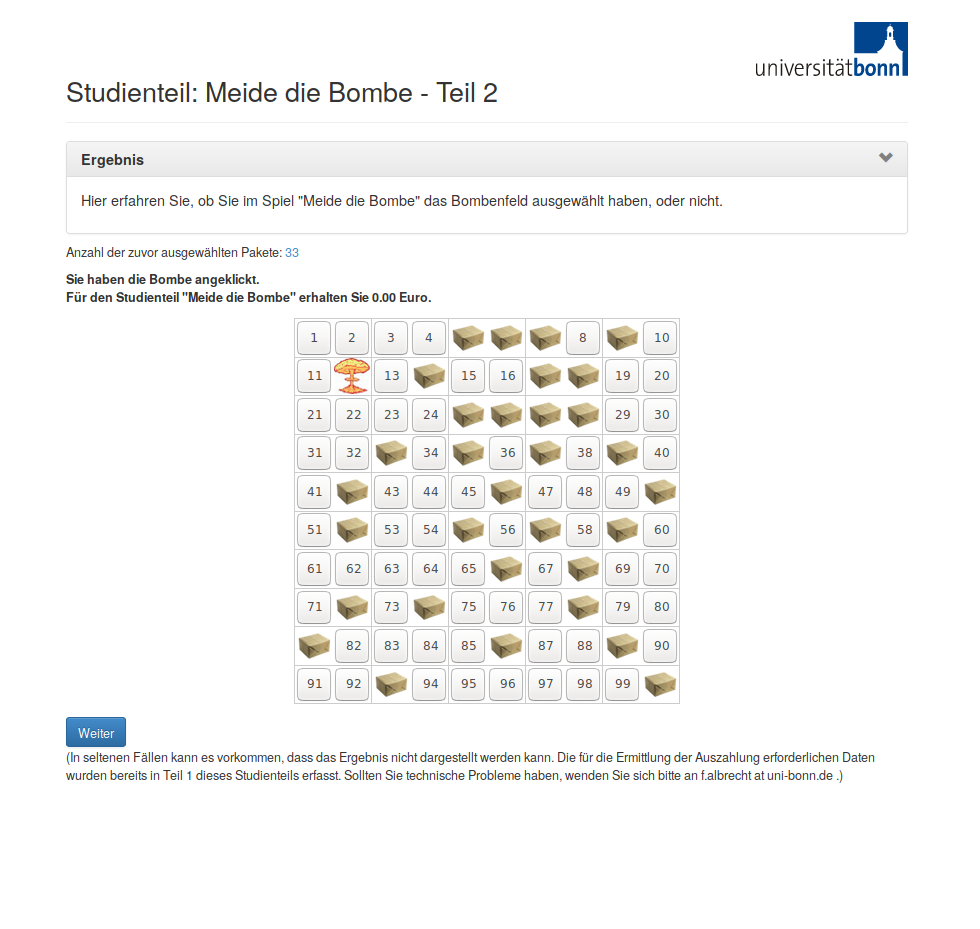 universitätbonn
Studienteil: Meide die Bombe - Teil 2
Ergebnis
Hier erfahren Sie, ob Sie im Spiel "Meide die Bombe" das Bombenfeld ausgewählt haben, oder nicht.
Anzahl der zuvor ausgewählten Pakete: 33
Sie haben die Bombe angeklickt.
Für den Studienteil "Meide die Bombe" erhalten Sie 0.00 Euro.
1 2 3 4 8 10
11 13 15 16 19 20
21 22 23 24 29 30
31 32 34 36 38 40
41 43 44 45 47 48 49
51 53 54 56 58 60
61 62 63 64 65 67 69 70
71 73 75 76 77 79 80
82 83 84 85 87 88 90
91 92 94 95 96 97 98 99
Weiter
(In seltenen Fällen kann es vorkommen, dass das Ergebnis nicht dargestellt werden kann. Die für die Ermittlung der Auszahlung erforderlichen Daten
wurden bereits in Teil 1 dieses Studienteils erfasst. Sollten Sie technische Probleme haben, wenden Sie sich bitte an f.albrecht at uni-bonn.de .)